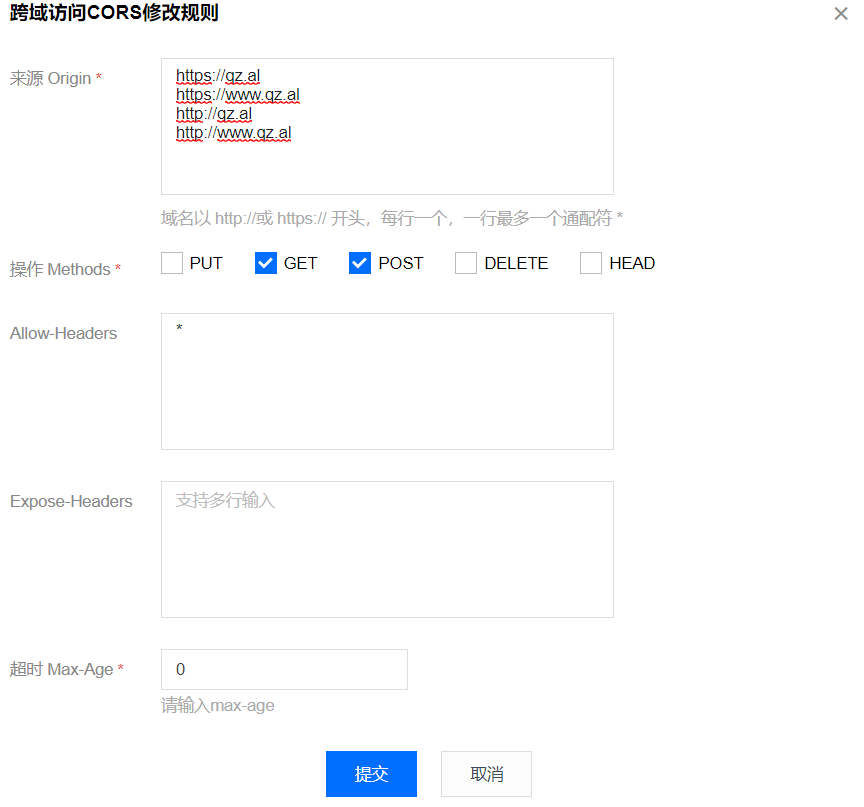 跨域访问CORS修改规则
来源 Origin *
https://qz.al
https://www.qz.al
http://qz.al
http://www.qz.al
域名以 http://或 https:// 开头，每行一个，一行最多一个通配符 *
操作 Methods * PUT GET POST DELETE HEAD
Allow-Headers *
Expose-Headers 支持多行输入
超时 Max-Age * 0
请输入max-age
提交 取消